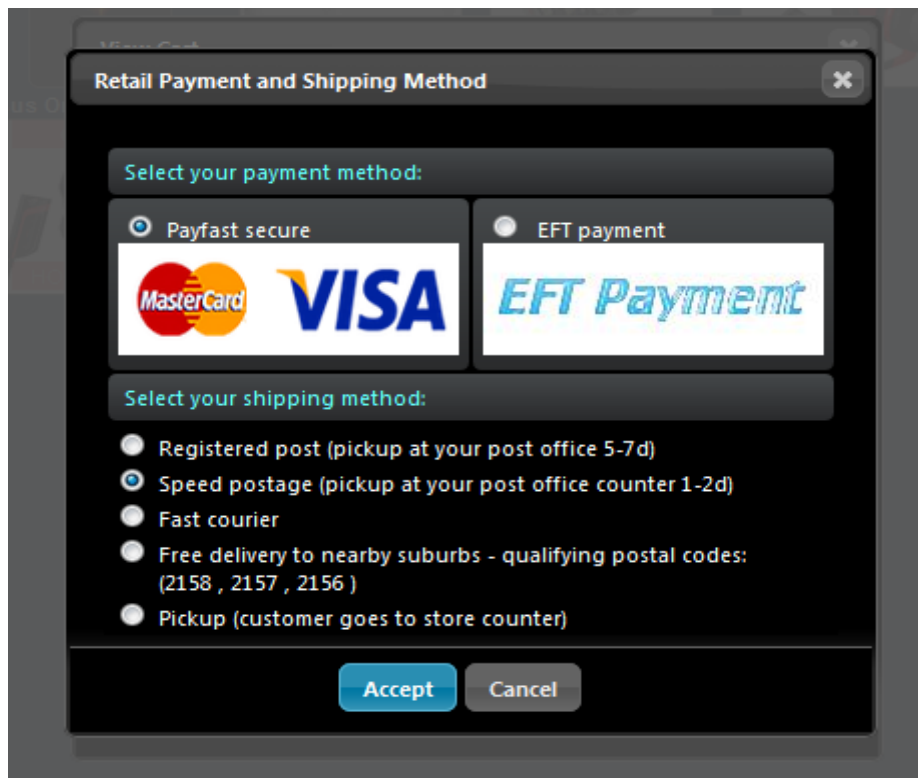 View Cart
Retail Payment and Shipping Method
us O
Select your payment method:
Payfast secure
EFT payment
MasterCard VISA
EFT Payment
Select your shipping method:
Registered post (pickup at your post office 5-7d)
Speed postage (pickup at your post office counter 1-2d)
Fast courier
Free delivery to nearby suburbs - qualifying postal codes:
(2158 , 2157 , 2156 )
Pickup (customer goes to store counter)
Accept Cancel